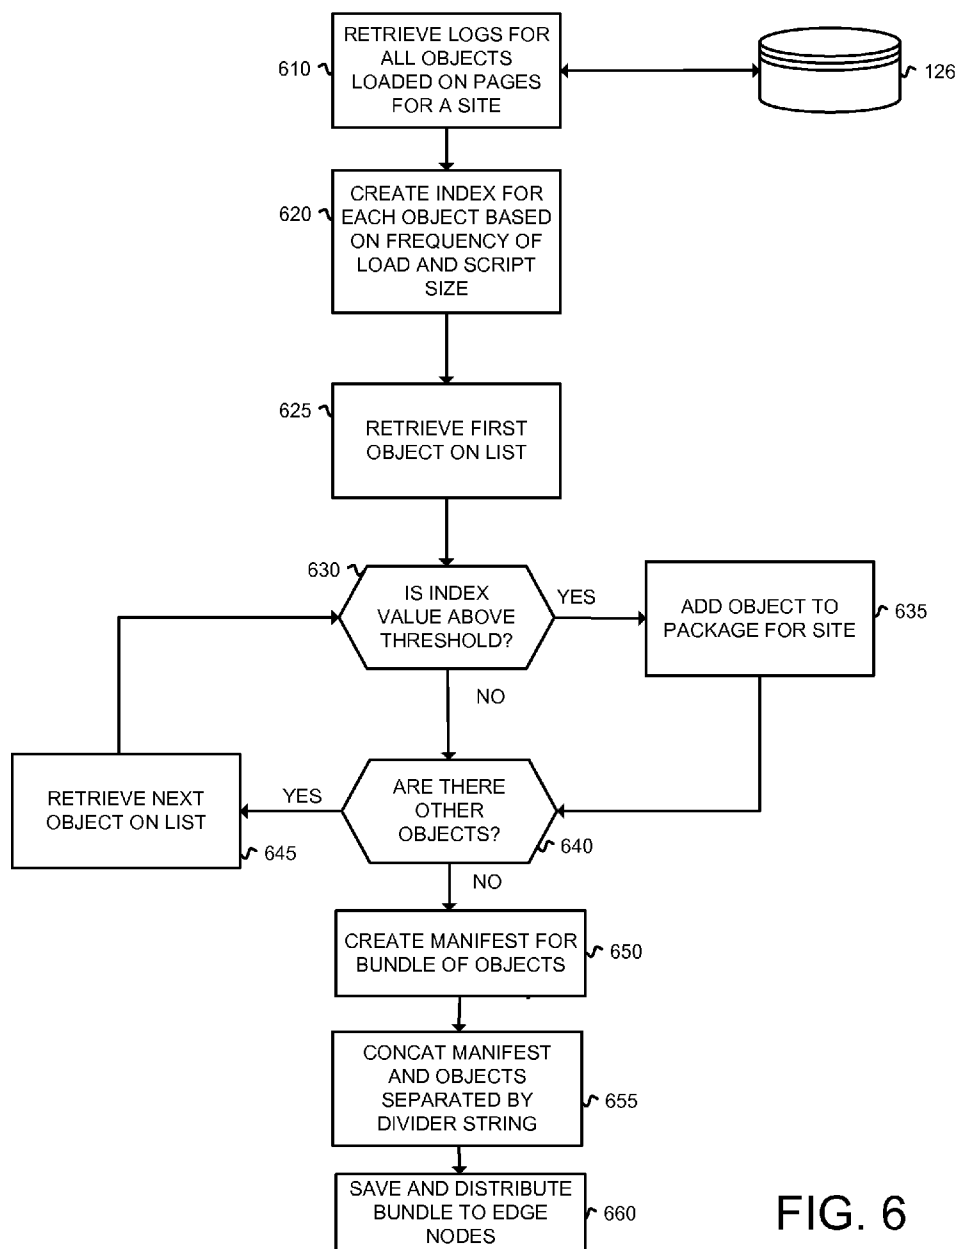 RETRIEVE LOGS FOR
ALL OBJECTS
LOADED ON PAGES
FOR A SITE
610
126
CREATE INDEX FOR
EACH OBJECT BASED
ON FREQUENCY OF
LOAD AND SCRIPT
SIZE
620
625
RETRIEVE FIRST
OBJECT ON LIST
630
IS INDEX
VALUE ABOVE
THRESHOLD?
YES
ADD OBJECT TO
PACKAGE FOR SITE
635
NO
RETRIEVE NEXT
OBJECT ON LIST
645
YES
ARE THERE
OTHER
OBJECTS?
640
NO
CREATE MANIFEST FOR
BUNDLE OF OBJECTS
650
CONCAT MANIFEST
AND OBJECTS
SEPARATED BY
DIVIDER STRING
655
SAVE AND DISTRIBUTE
BUNDLE TO EDGE
NODES
660
FIG. 6